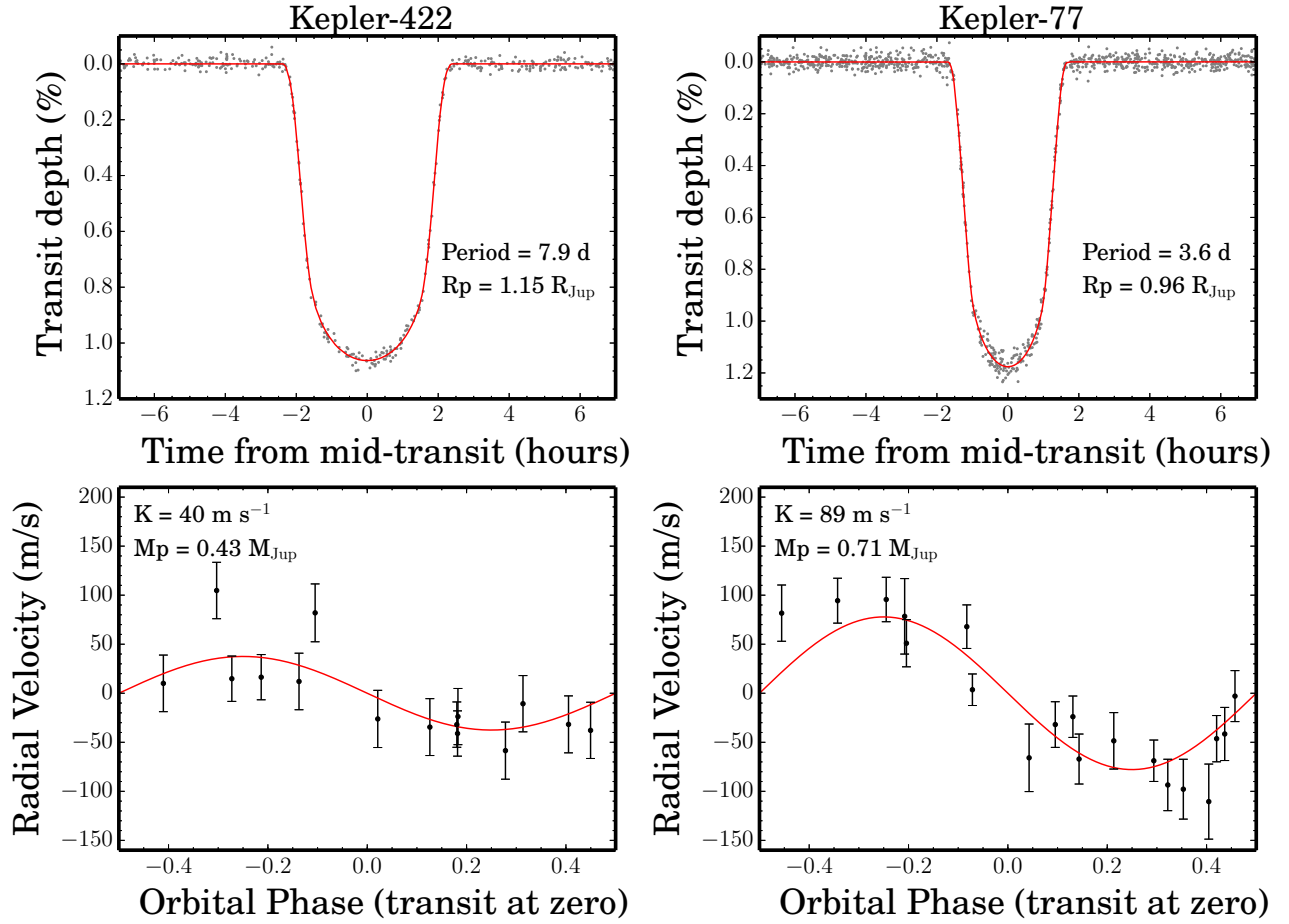 Kepler-422
0.0
0.2
0.4
0.6
0.8
1.0
1.2
Transit depth (%)
Period = 7.9 d
Rp = 1.15 R_Jup
−6 −4 −2 0 2 4 6
Time from mid-transit (hours)
Kepler-77
0.0
0.2
0.4
0.6
0.8
1.0
1.2
Transit depth (%)
Period = 3.6 d
Rp = 0.96 R_Jup
−6 −4 −2 0 2 4 6
Time from mid-transit (hours)
200
150
100
50
0
−50
−100
−150
Radial Velocity (m/s)
K = 40 m s⁻¹
Mp = 0.43 M_Jup
−0.4 −0.2 0.0 0.2 0.4
Orbital Phase (transit at zero)
200
150
100
50
0
−50
−100
−150
Radial Velocity (m/s)
K = 89 m s⁻¹
Mp = 0.71 M_Jup
−0.4 −0.2 0.0 0.2 0.4
Orbital Phase (transit at zero)